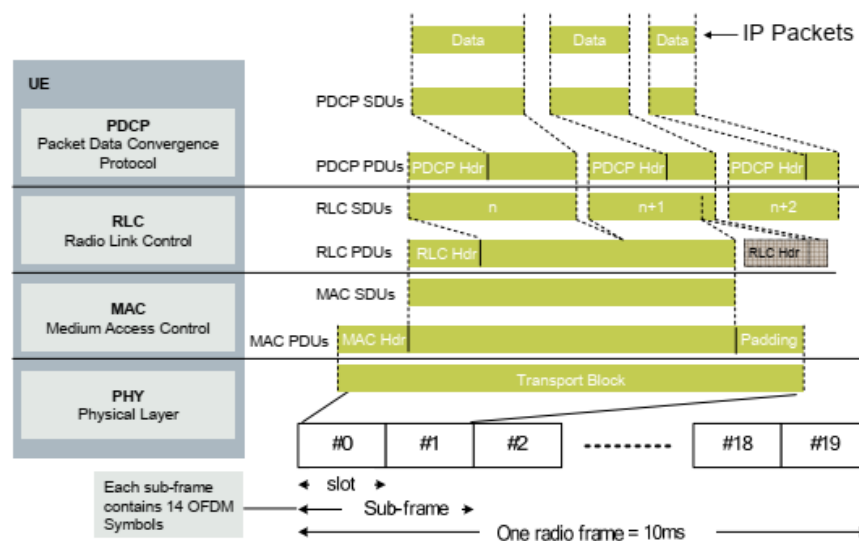 Data
Data
Data
IP Packets
UE
PDCP
Packet Data Convergence
Protocol
PDCP SDUs
PDCP PDUs
PDCP Hdr
PDCP Hdr
PDCP Hdr
RLC
Radio Link Control
RLC SDUs
n
n+1
n+2
RLC PDUs
RLC Hdr
RLC Hdr
MAC
Medium Access Control
MAC SDUs
MAC PDUs
MAC Hdr
Padding
PHY
Physical Layer
Transport Block
#0
#1
#2
#18
#19
slot
Each sub-frame
contains 14 OFDM
Symbols
Sub-frame
One radio frame = 10ms